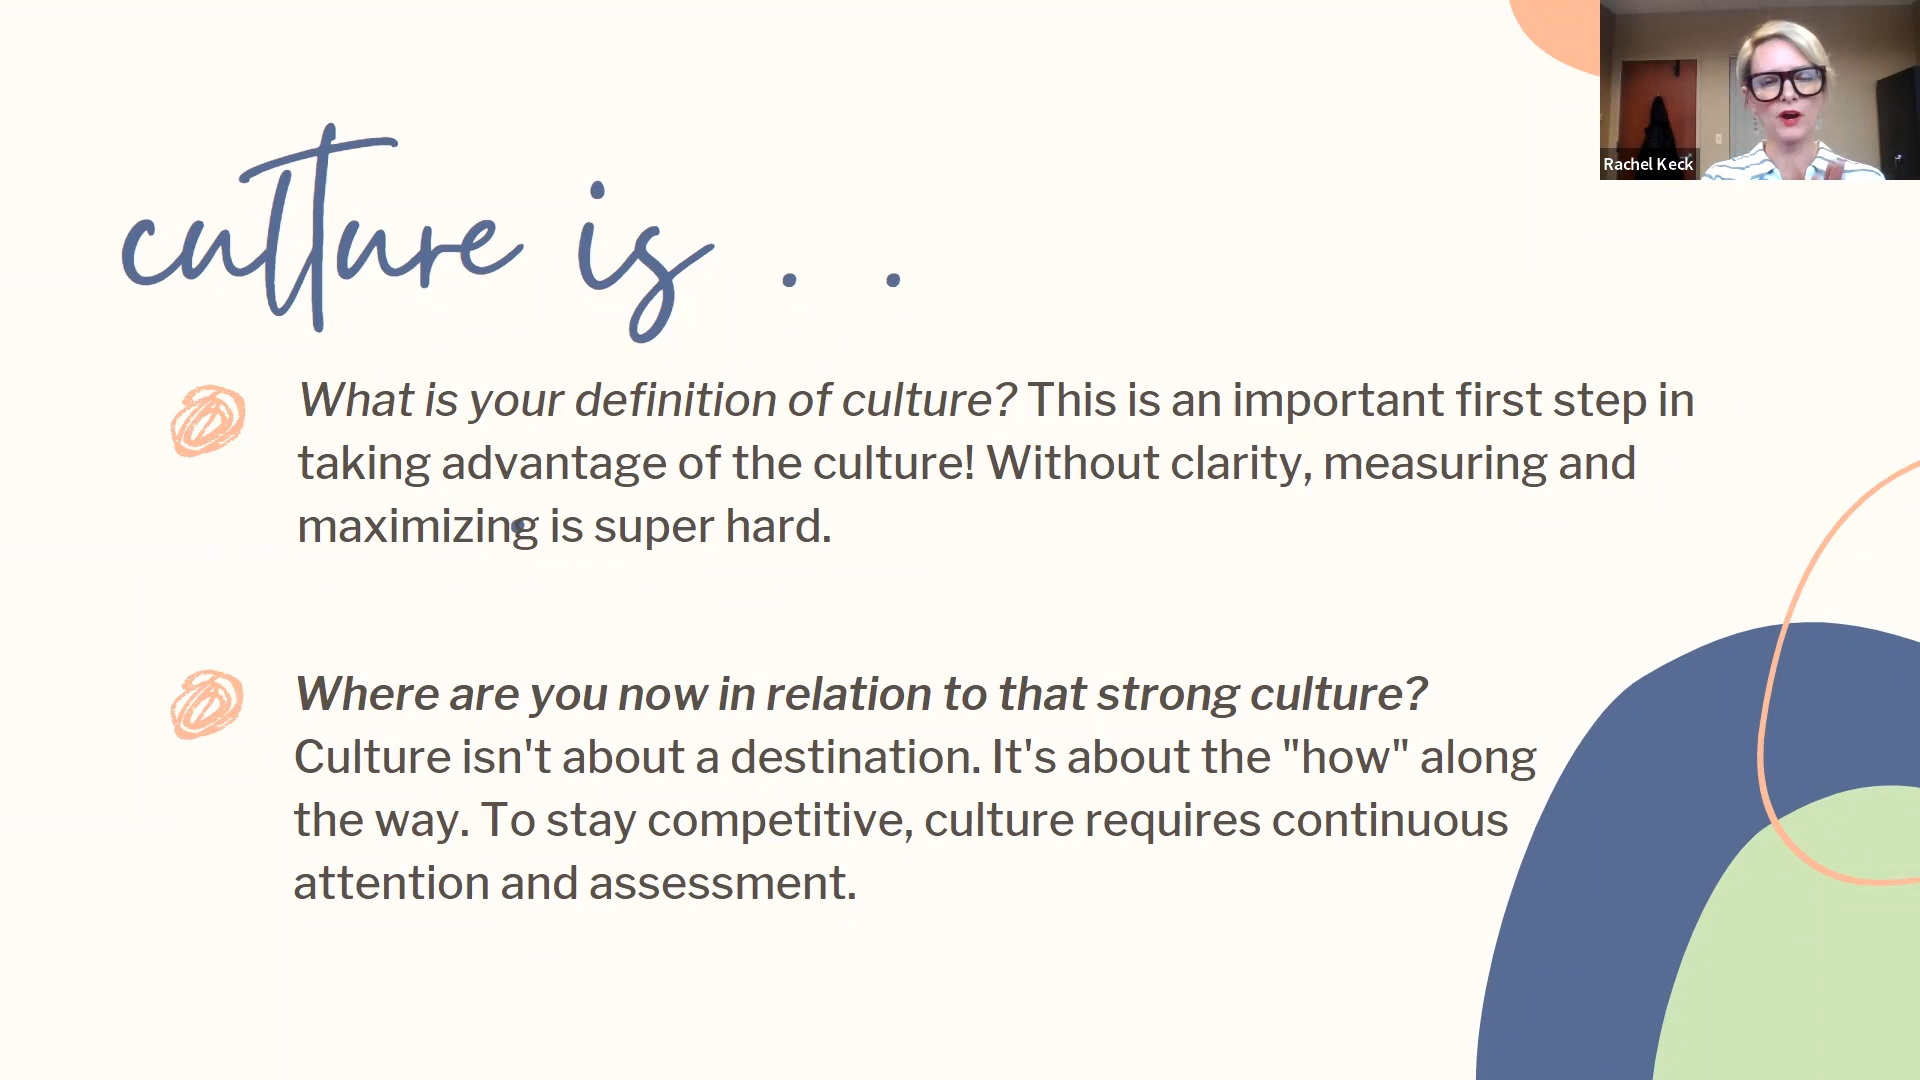 Rachel Keck
culture is . .
What is your definition of culture? This is an important first step in
taking advantage of the culture! Without clarity, measuring and
maximizing is super hard.
Where are you now in relation to that strong culture?
Culture isn't about a destination. It's about the "how" along
the way. To stay competitive, culture requires continuous
attention and assessment.